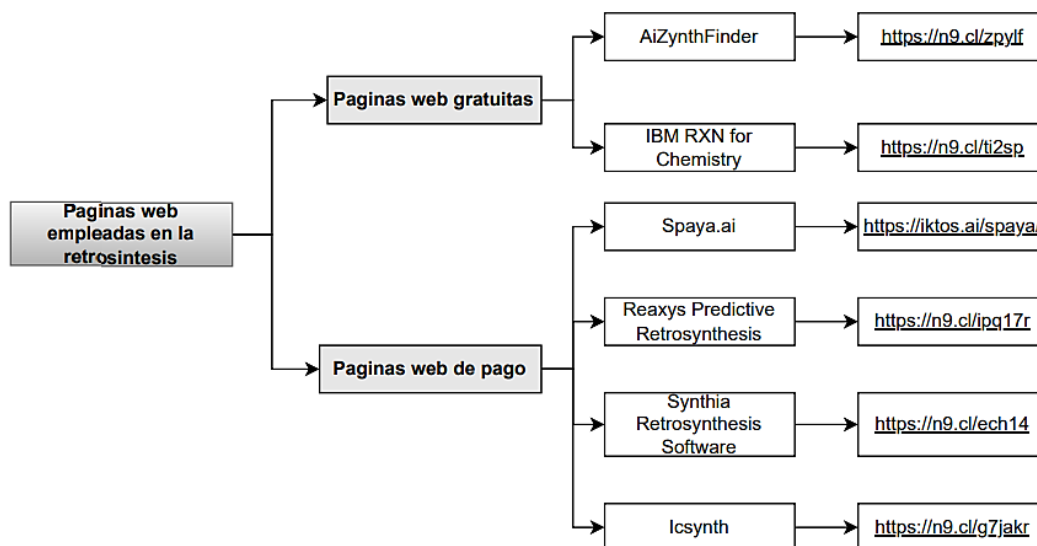 AiZynthFinder
https://n9.cl/zpylf
Paginas web gratuitas
IBM RXN for
Chemistry
https://n9.cl/ti2sp
Paginas web
empleadas en la
retrosintesis
Spaya.ai
https://iktos.ai/spaya/
Reaxys Predictive
Retrosynthesis
https://n9.cl/ipq17r
Paginas web de pago
Synthia
Retrosynthesis
Software
https://n9.cl/ech14
Icsynth
https://n9.cl/g7jakr